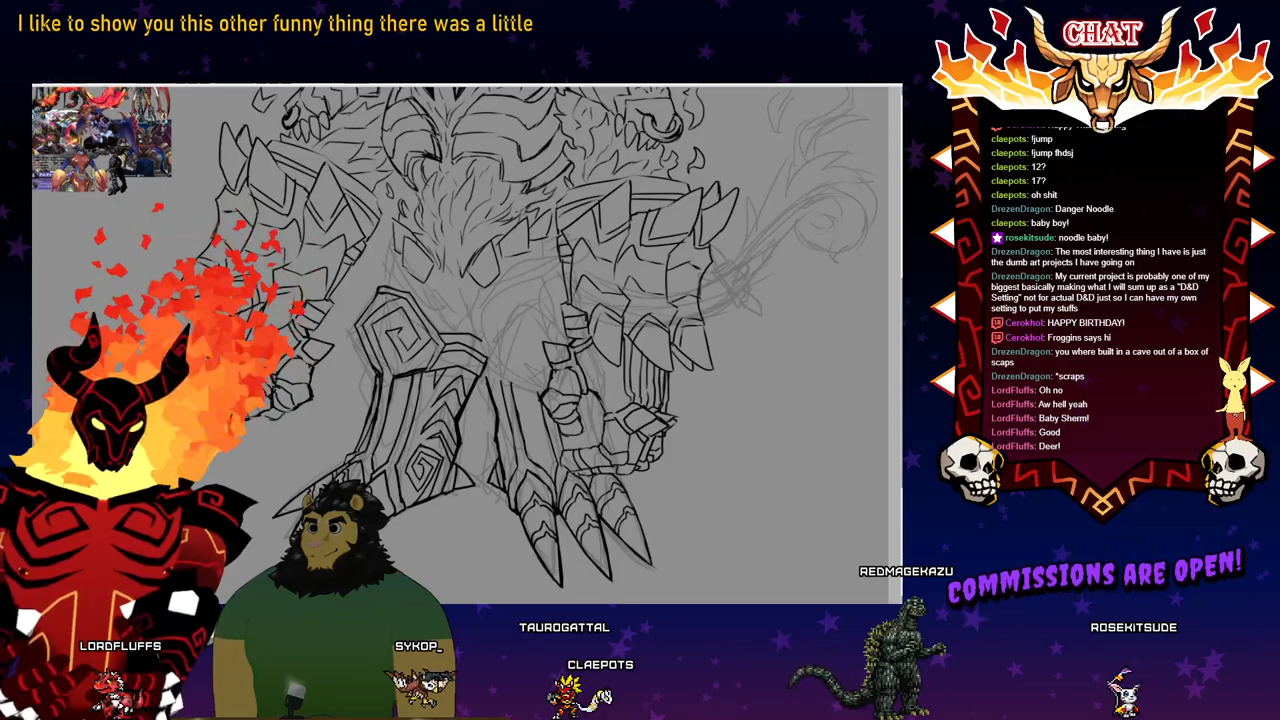 I like to show you this other funny thing there was a little
CHAT
claepots: !jump
claepots: !jump fhdsj
claepots: 12?
claepots: 17?
claepots: oh shit
DrezenDragon: Danger Noodle
claepots: baby boy!
rosekitsude: noodle baby!
DrezenDragon: The most interesting thing I have is just
the dumb art projects I have going on
DrezenDragon: My current project is probably one of my
biggest basically making what I will sum up as a "D&D
Setting" not for actual D&D just so I can have my own
setting to put my stuffs
Cerokhol: HAPPY BIRTHDAY!
Cerokhol: Froggins says hi
DrezenDragon: you where built in a cave out of a box of
scaps
DrezenDragon: *scraps
LordFluffs: Oh no
LordFluffs: Aw hell yeah
LordFluffs: Baby Sherm!
LordFluffs: Good
LordFluffs: Deer!
COMMISSIONS ARE OPEN!
REDMAGEKAZU
TAUROGATTAL
ROSEKITSUDE
LORDFLUFFS
SYKOP_
CLAEPOTS